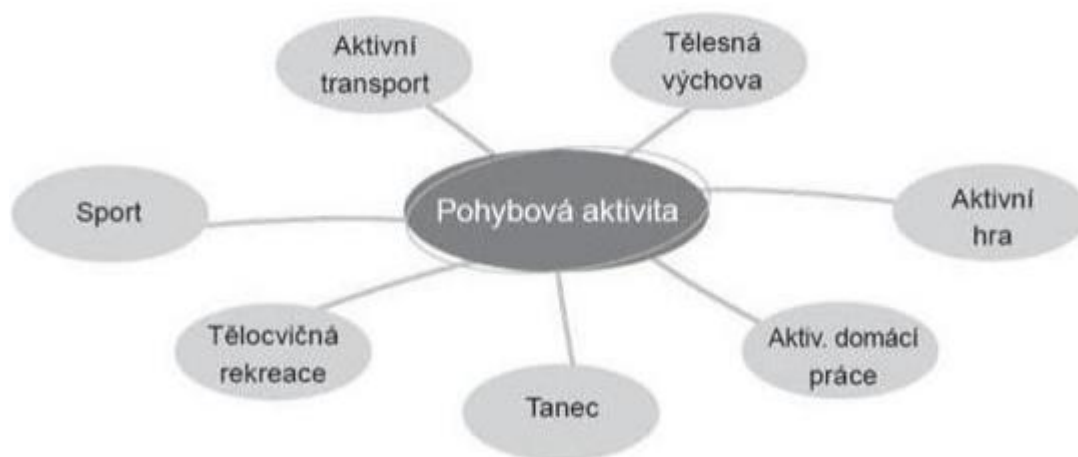 Aktivní
transport
Tělesná
výchova
Sport
Pohybová aktivita
Aktivní
hra
Tělocvičná
rekreace
Tanec
Aktiv. domácí
práce